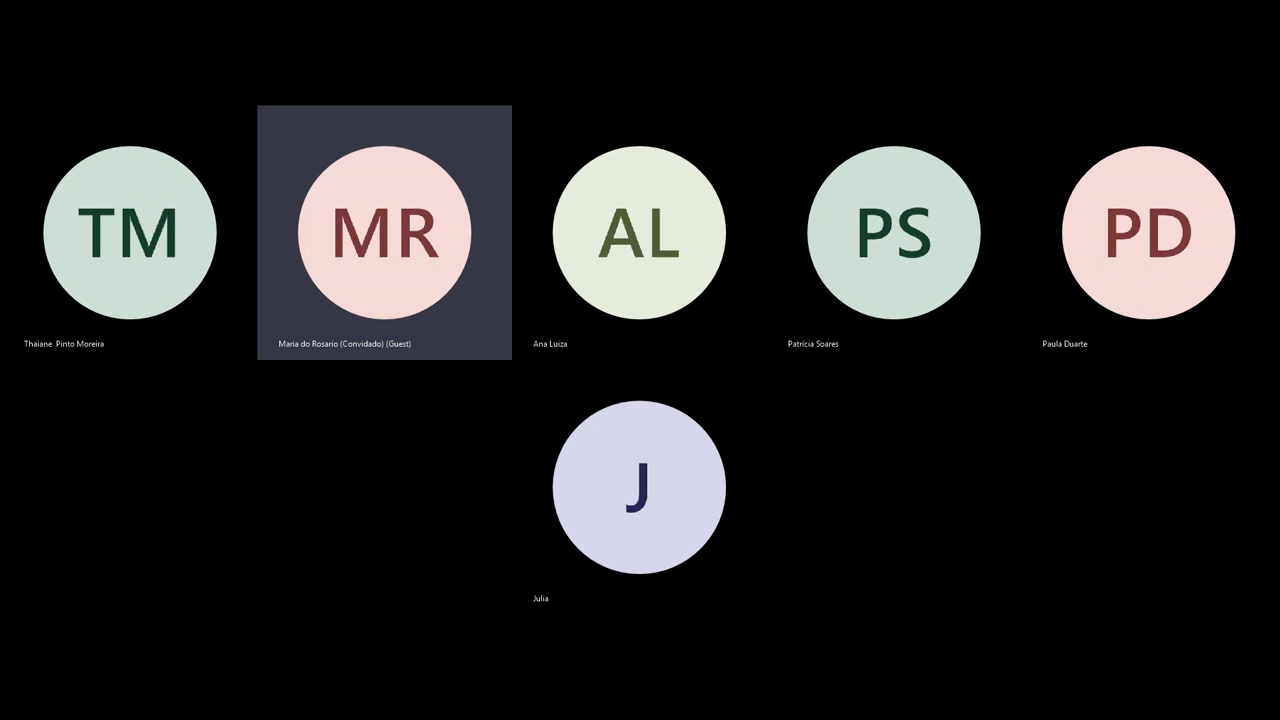 TM
MR
AL
PS
PD
Thaiane  Pinto Moreira
Maria do Rosario (Convidado) (Guest)
Ana Luiza
Patrícia Soares
Paula Duarte
J
Julia